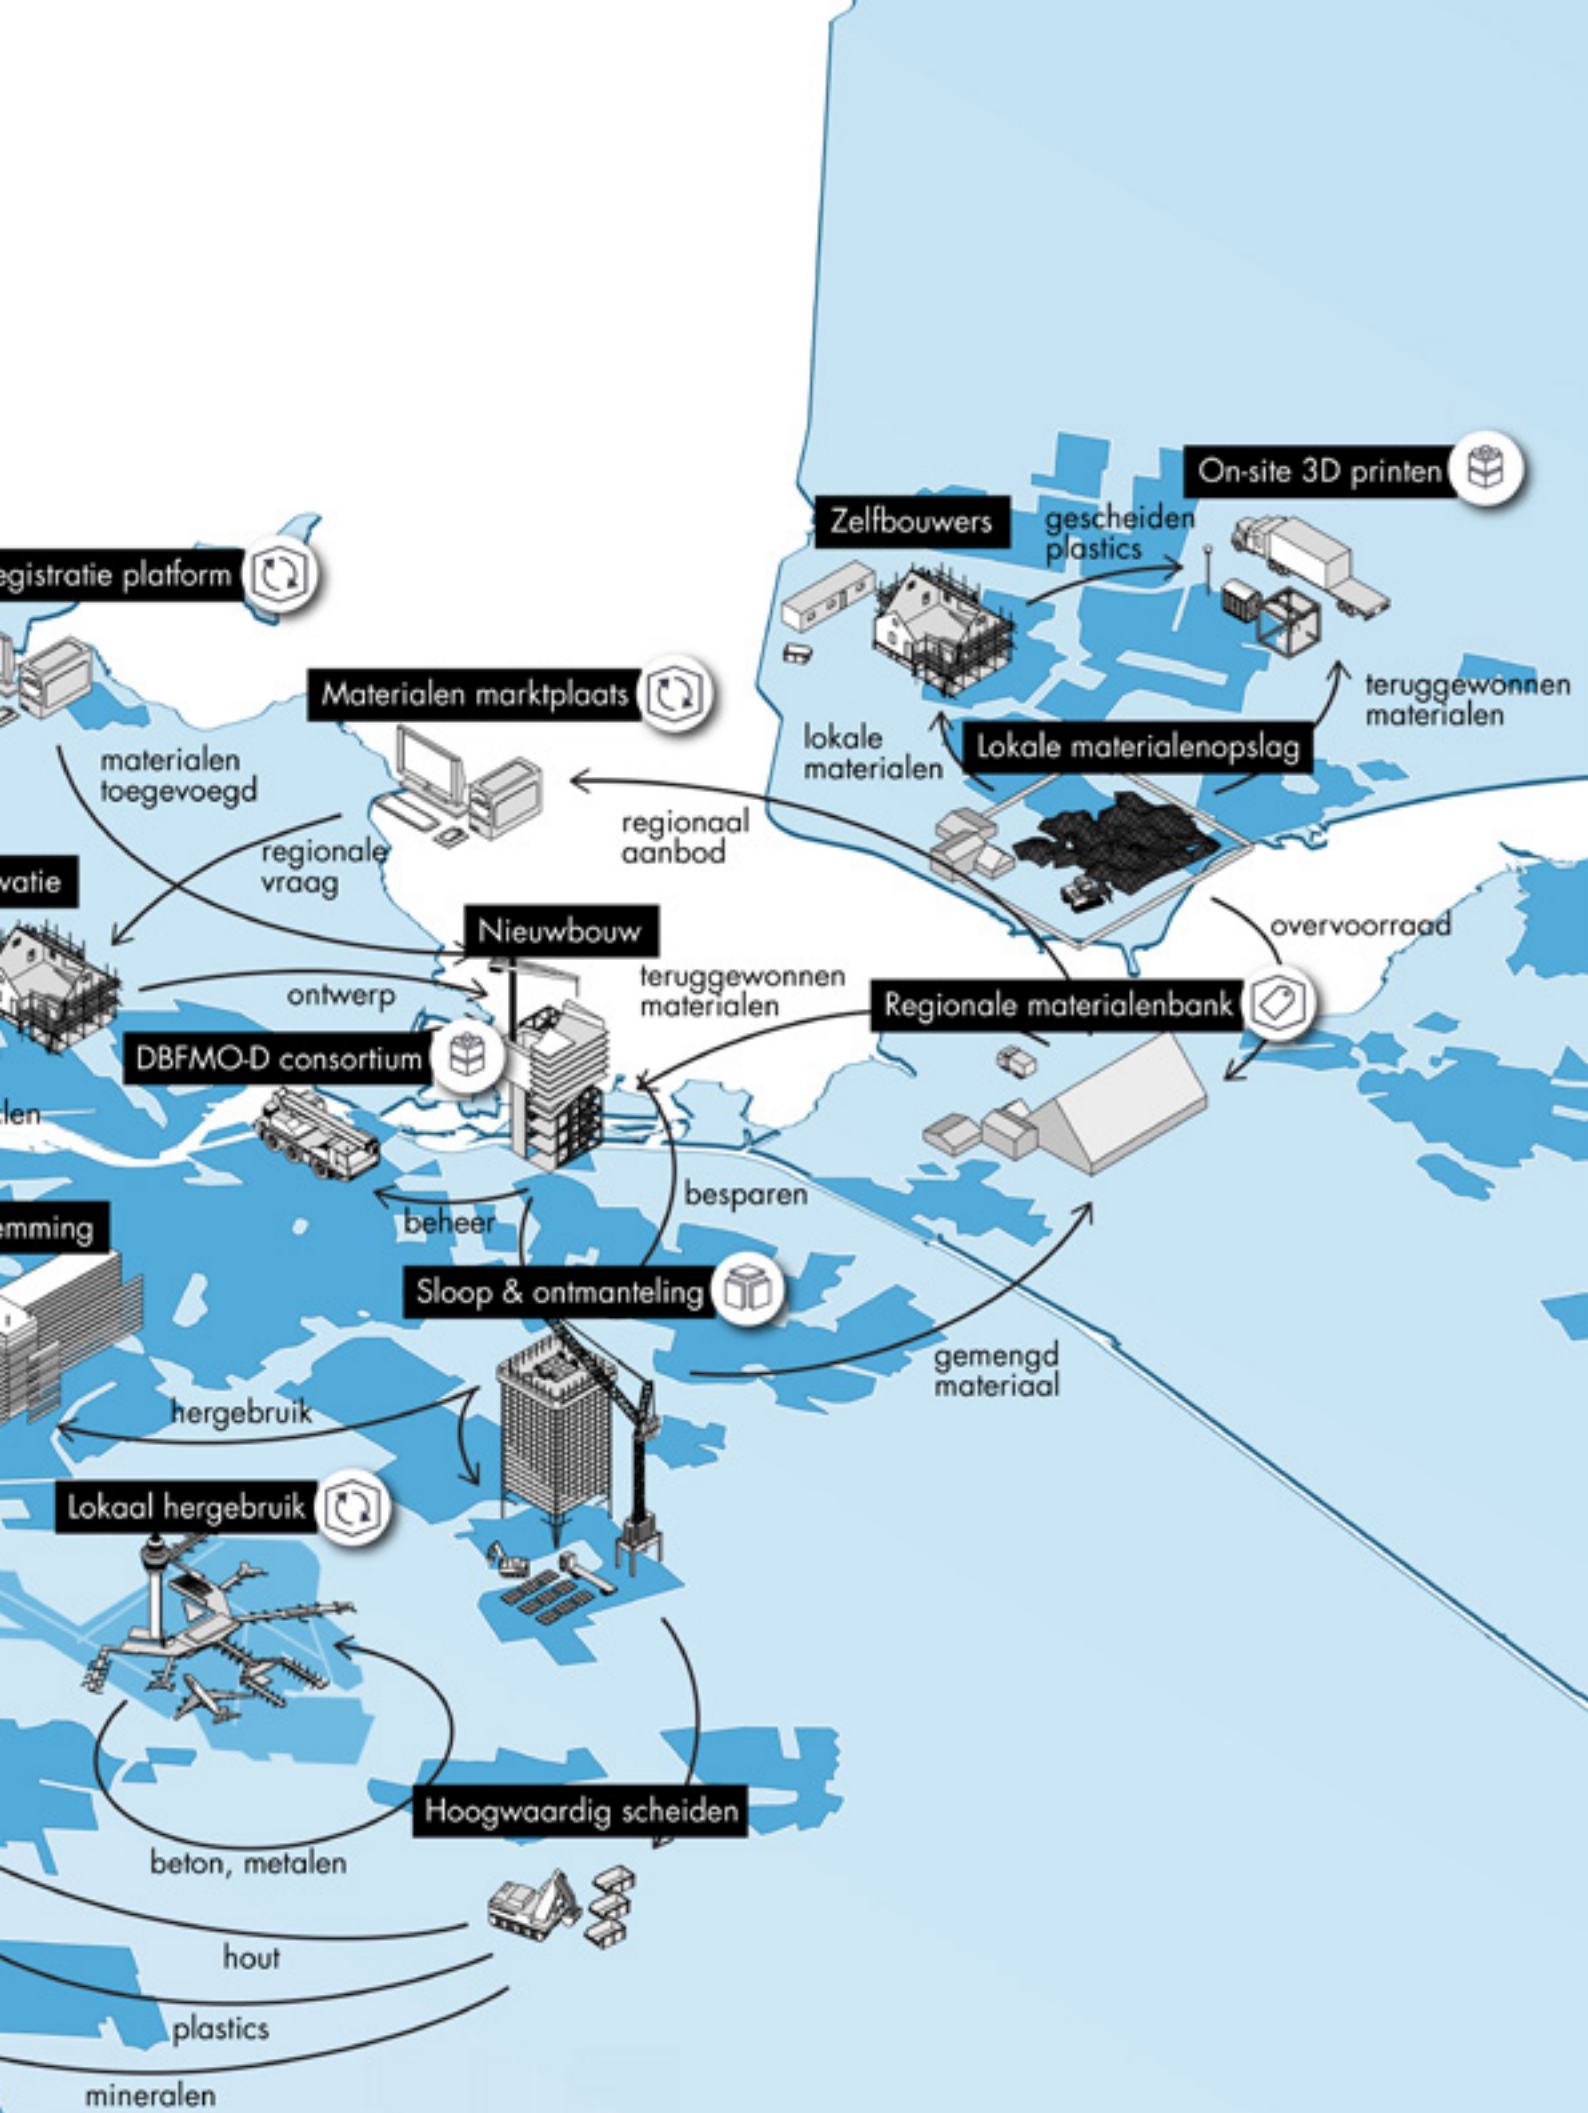 On-site 3D printen
Zelfbouwers
gescheiden
plastics
egistratie platform
Materialen marktplaats
teruggewonnen
materialen
lokale
materialen
Lokale materialenopslag
materialen
toegevoegd
regionaal
aanbod
regionale
vraag
vatie
Nieuwbouw
overvoorraad
teruggewonnen
materialen
ontwerp
Regionale materialenbank
DBFMO-D consortium
len
besparen
beheer
emming
Sloop & ontmanteling
gemengd
materiaal
hergebruik
Lokaal hergebruik
Hoogwaardig scheiden
beton, metalen
hout
plastics
mineralen